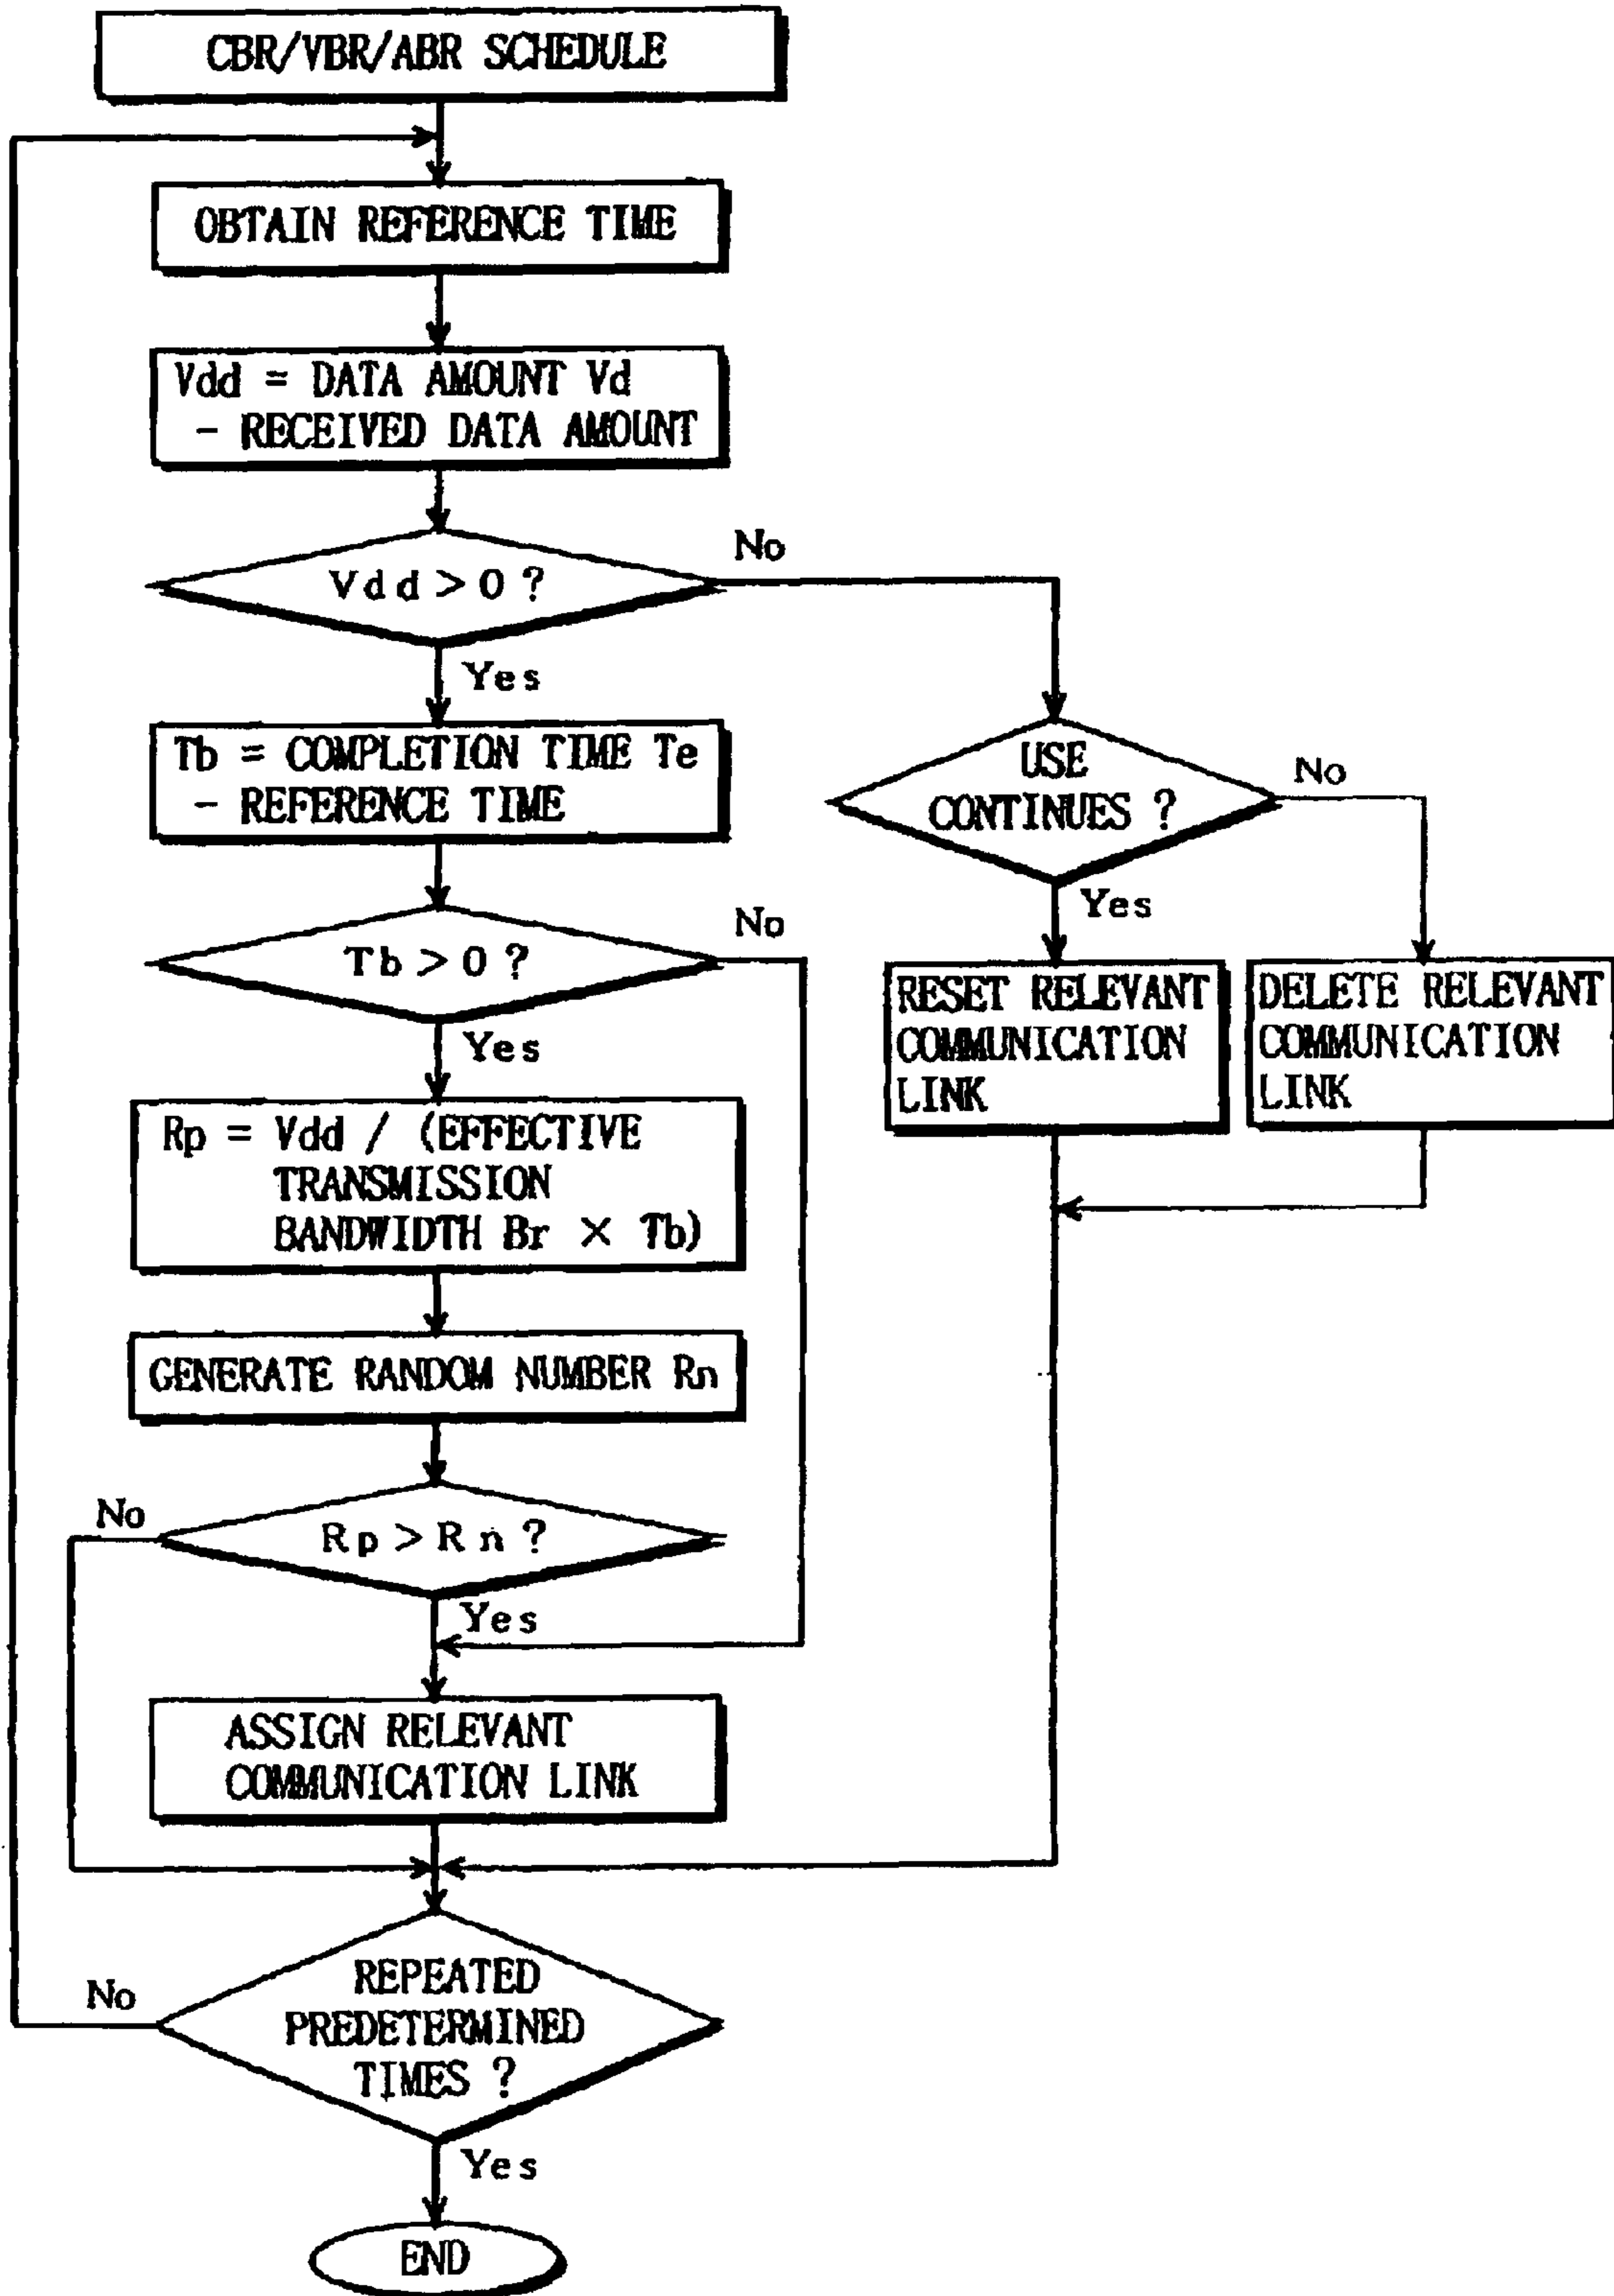 CBR/VBR/ABR SCHEDULE
OBTAIN REFERENCE TIME
Vdd = DATA AMOUNT Vd
- RECEIVED DATA AMOUNT
Vdd > 0 ?
No
Yes
Tb = COMPLETION TIME Te
- REFERENCE TIME
USE
CONTINUES ?
No
Yes
Tb > 0 ?
No
Yes
RESET RELEVANT
COMMUNICATION
LINK
DELETE RELEVANT
COMMUNICATION
LINK
Rp = Vdd / (EFFECTIVE
TRANSMISSION
BANDWIDTH Br × Tb)
GENERATE RANDOM NUMBER Rn
No
Rp > Rn ?
Yes
ASSIGN RELEVANT
COMMUNICATION LINK
No
REPEATED
PREDETERMINED
TIMES ?
Yes
END